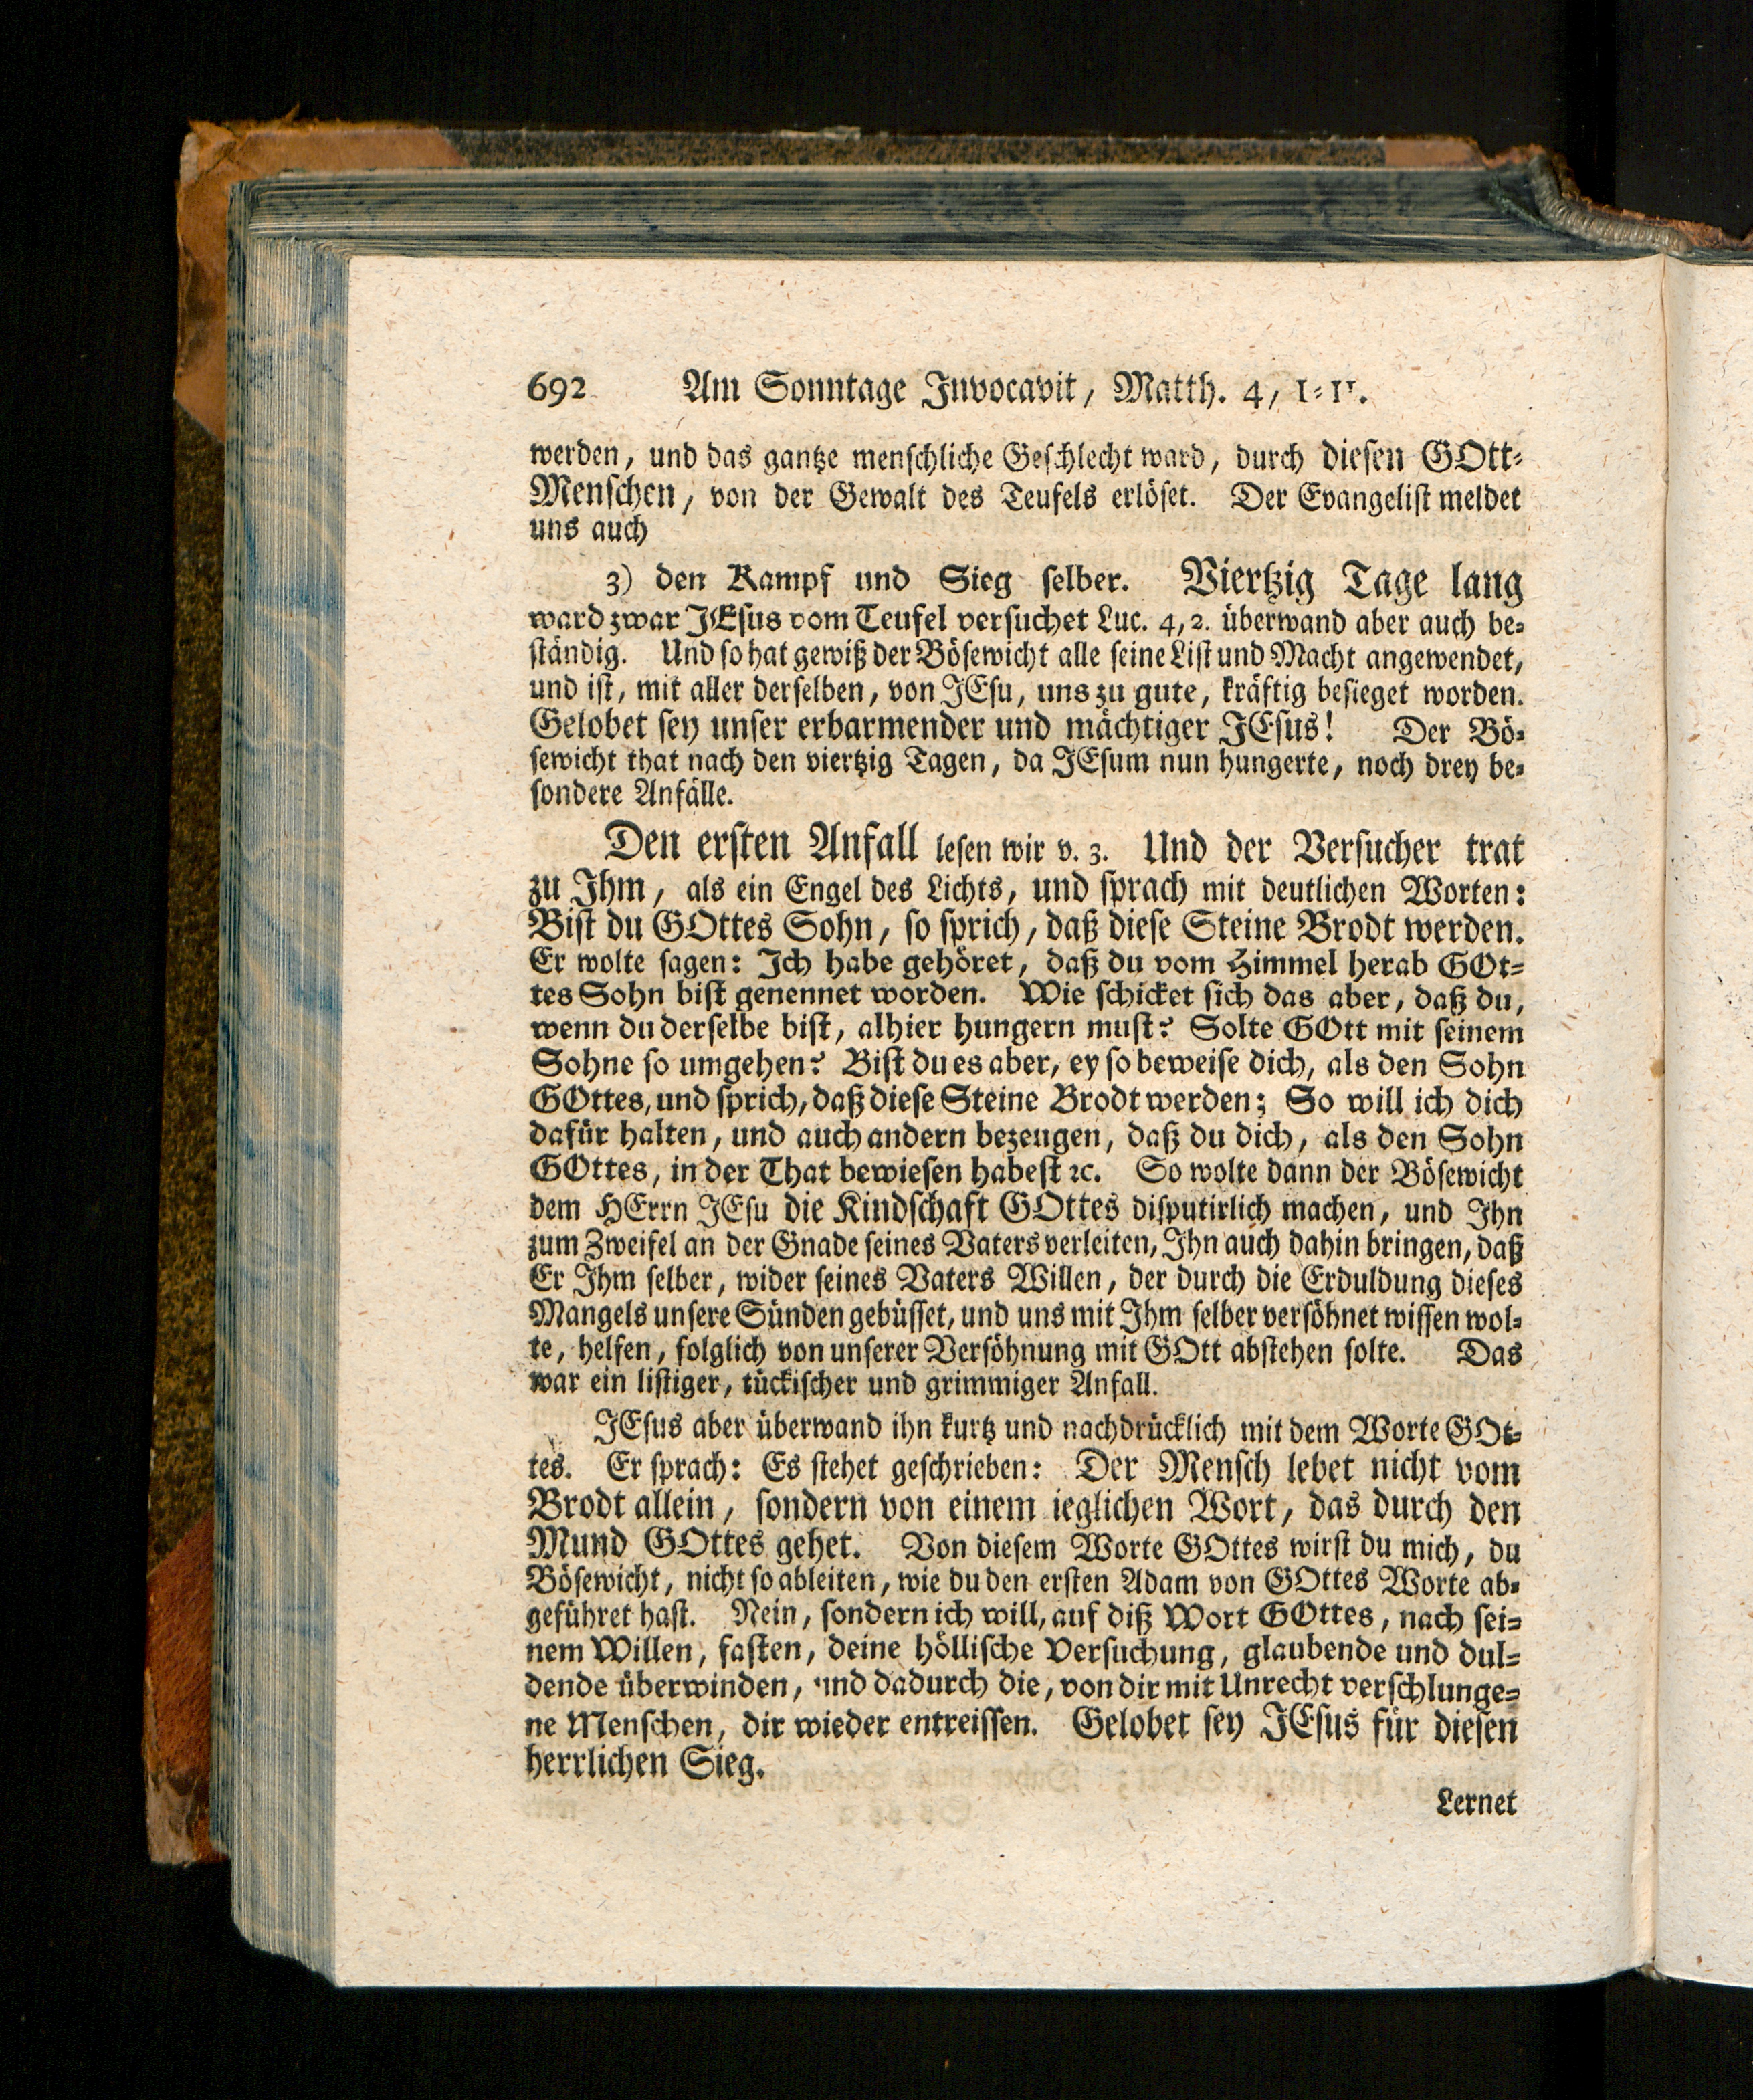 692 Am Sonntage Invocavit, Matth. 4, 1-11.
werden, und das gantze menschliche Geschlecht ward, durch diesen GOtt-
Menschen, von der Gewalt des Teufels erlöset. Der Evangelist meldet
uns auch
3) den Kampf und Sieg selber. Viertzig Tage lang
ward zwar JEsus vom Teufel versuchet Luc. 4, 2. überwand aber auch be-
ständig. Und so hat gewiß der Bösewicht alle seine List und Macht angewendet,
und ist, mit aller derselben, von JEsu, uns zu gute, kräftig besieget worden.
Gelobet sey unser erbarmender und mächtiger JEsus! Der Bö-
sewicht that nach den viertzig Tagen, da JEsum nun hungerte, noch drey be-
sondere Anfälle.
Den ersten Anfall lesen wir v. 3. Und der Versucher trat
zu Ihm, als ein Engel des Lichts, und sprach mit deutlichen Worten:
Bist du GOttes Sohn, so sprich, daß diese Steine Brodt werden.
Er wolte sagen: Ich habe gehöret, daß du vom Himmel herab GOt-
tes Sohn bist genennet worden. Wie schicket sich das aber, daß du,
wenn du derselbe bist, alhier hungern must? Solte GOtt mit seinem
Sohne so umgehen? Bist du es aber, ey so beweise dich, als den Sohn
GOttes, und sprich, daß diese Steine Brodt werden; So will ich dich
dafür halten, und auch andern bezeugen, daß du dich, als den Sohn
GOttes, in der That bewiesen habest ꝛc. So wolte dann der Bösewicht
dem HErrn JEsu die Kindschaft GOttes disputirlich machen, und Ihn
zum Zweifel an der Gnade seines Vaters verleiten, Ihn auch dahin bringen, daß
Er Ihm selber, wider seines Vaters Willen, der durch die Erduldung dieses
Mangels unsere Sünden gebüsset, und uns mit Ihm selber versöhnet wissen wol-
te, helfen, folglich von unserer Versöhnung mit GOtt abstehen solte. Das
war ein listiger, tückischer und grimmiger Anfall.
JEsus aber überwand ihn kurtz und nachdrücklich mit dem Worte GOt-
tes. Er sprach: Es stehet geschrieben: Der Mensch lebet nicht vom
Brodt allein, sondern von einem ieglichen Wort, das durch den
Mund GOttes gehet. Von diesem Worte GOttes wirst du mich, du
Bösewicht, nicht so ableiten, wie du den ersten Adam von GOttes Worte ab-
geführet hast. Nein, sondern ich will, auf diß Wort GOttes, nach sei-
nem Willen, fasten, deine höllische Versuchung, glaubende und dul-
dende überwinden, und dadurch die, von dir mit Unrecht verschlunge-
ne Menschen, dir wieder entreissen. Gelobet sey JEsus für diesen
herrlichen Sieg.
Lernet